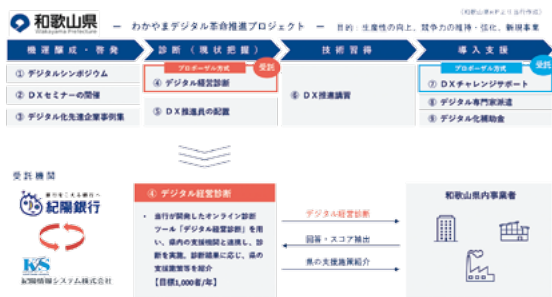 (和歌山県HPより当行作成)
和歌山県
Wakayama Prefecture
― わかやまデジタル革命推進プロジェクト ― 目的:生産性の向上、競争力の維持・強化、新規事業
機運醸成・啓発
診断(現状把握)
技術習得
導入支援
① デジタルシンポジウム
② DXセミナーの開催
③ デジタル化先進企業事例集
プロポーザル方式
受託
④ デジタル経営診断
⑤ DX推進員の配置
⑥ DX推進講習
プロポーザル方式
受託
⑦ DXチャレンジサポート
⑧ デジタル専門家派遣
⑨ デジタル化補助金
受託機関
銀行をこえる銀行へ
紀陽銀行
KIS
紀陽情報システム株式会社
④ デジタル経営診断
・ 当行が開発したオンライン診断
ツール「デジタル経営診断」を用
い、県内の支援機関と連携し、診
断を実施。診断結果に応じ、県の
支援施策等を紹介
【目標1,000者/年】
デジタル経営診断
回答・スコア抽出
県の支援施策紹介
和歌山県内事業者